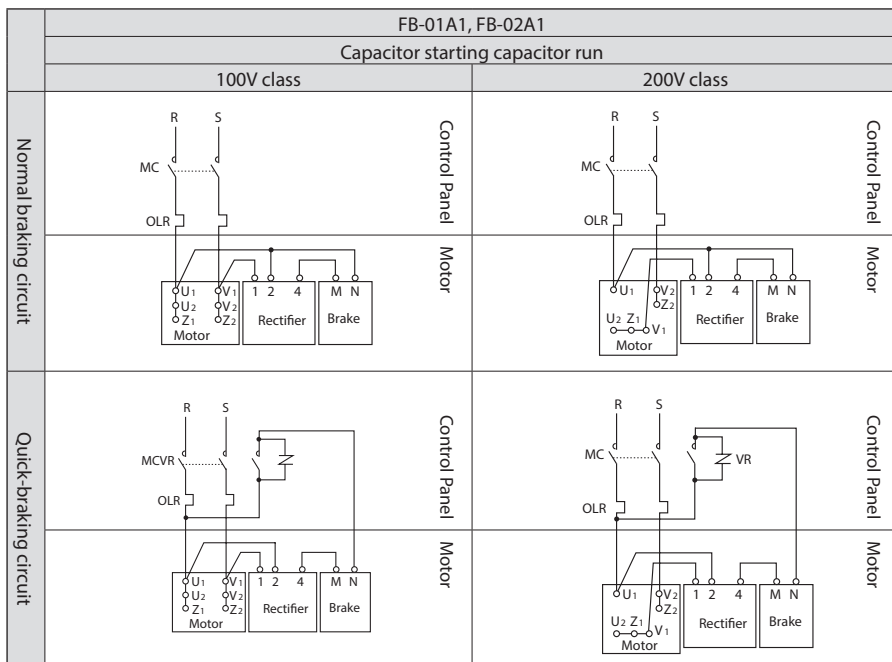 FB-01A1, FB-02A1
Capacitor starting capacitor run
100V class
200V class
Normal braking circuit
R S
MC
OLR
Control Panel
Motor
U1 V1 1 2 4 M N
U2 V2
Z1 Z2
Motor Rectifier Brake
R S
MC
OLR
Control Panel
Motor
U1 V2 1 2 4 M N
Z2
U2 Z1 V1
Motor Rectifier Brake
Quick-braking circuit
R S
MCVR
OLR
Control Panel
Motor
U1 V1 1 2 4 M N
U2 V2
Z1 Z2
Motor Rectifier Brake
R S
MC VR
OLR
Control Panel
Motor
U1 V2 1 2 4 M N
Z2
U2 Z1 V1
Motor Rectifier Brake